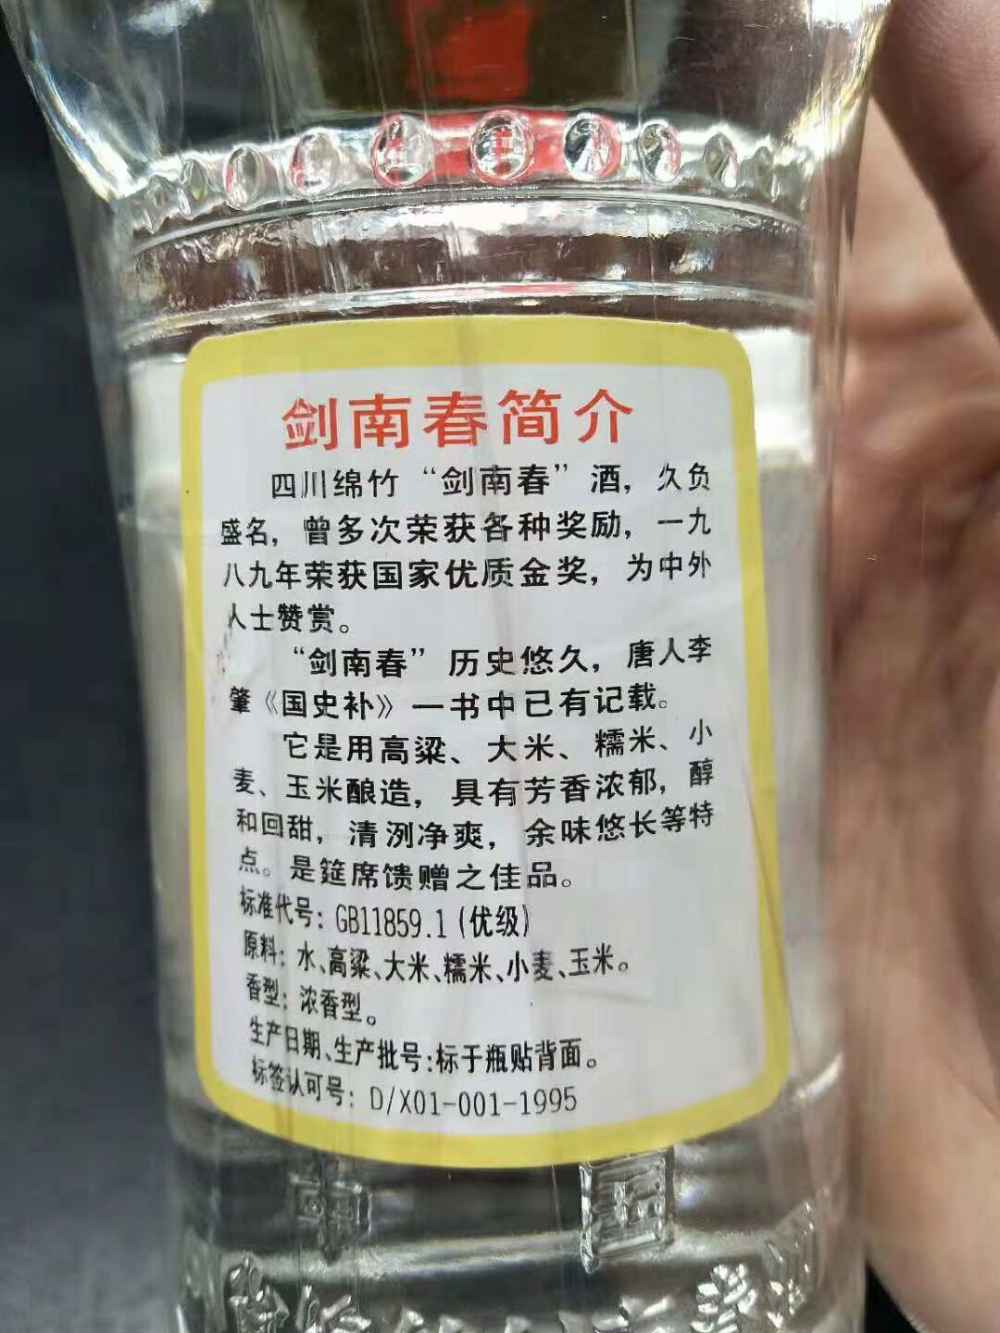 剑南春简介
四川绵竹“剑南春”酒，久负
盛名，曾多次荣获各种奖励，一九
八九年荣获国家优质金奖，为中外
人士赞赏。
“剑南春”历史悠久，唐人李
肇《国史补》一书中已有记载。
它是用高粱、大米、糯米、小
麦、玉米酿造，具有芳香浓郁，醇
和回甜，清洌净爽，余味悠长等特
点。是筵席馈赠之佳品。
标准代号：GB11859.1（优级）
原料：水、高粱、大米、糯米、小麦、玉米。
香型：浓香型。
生产日期、生产批号：标于瓶贴背面。
标签认可号：D/X01-001-1995